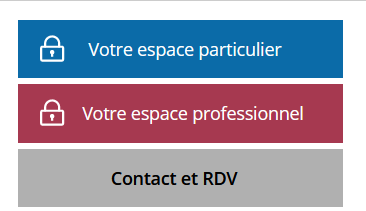 Votre espace particulier
Votre espace professionnel
Contact et RDV